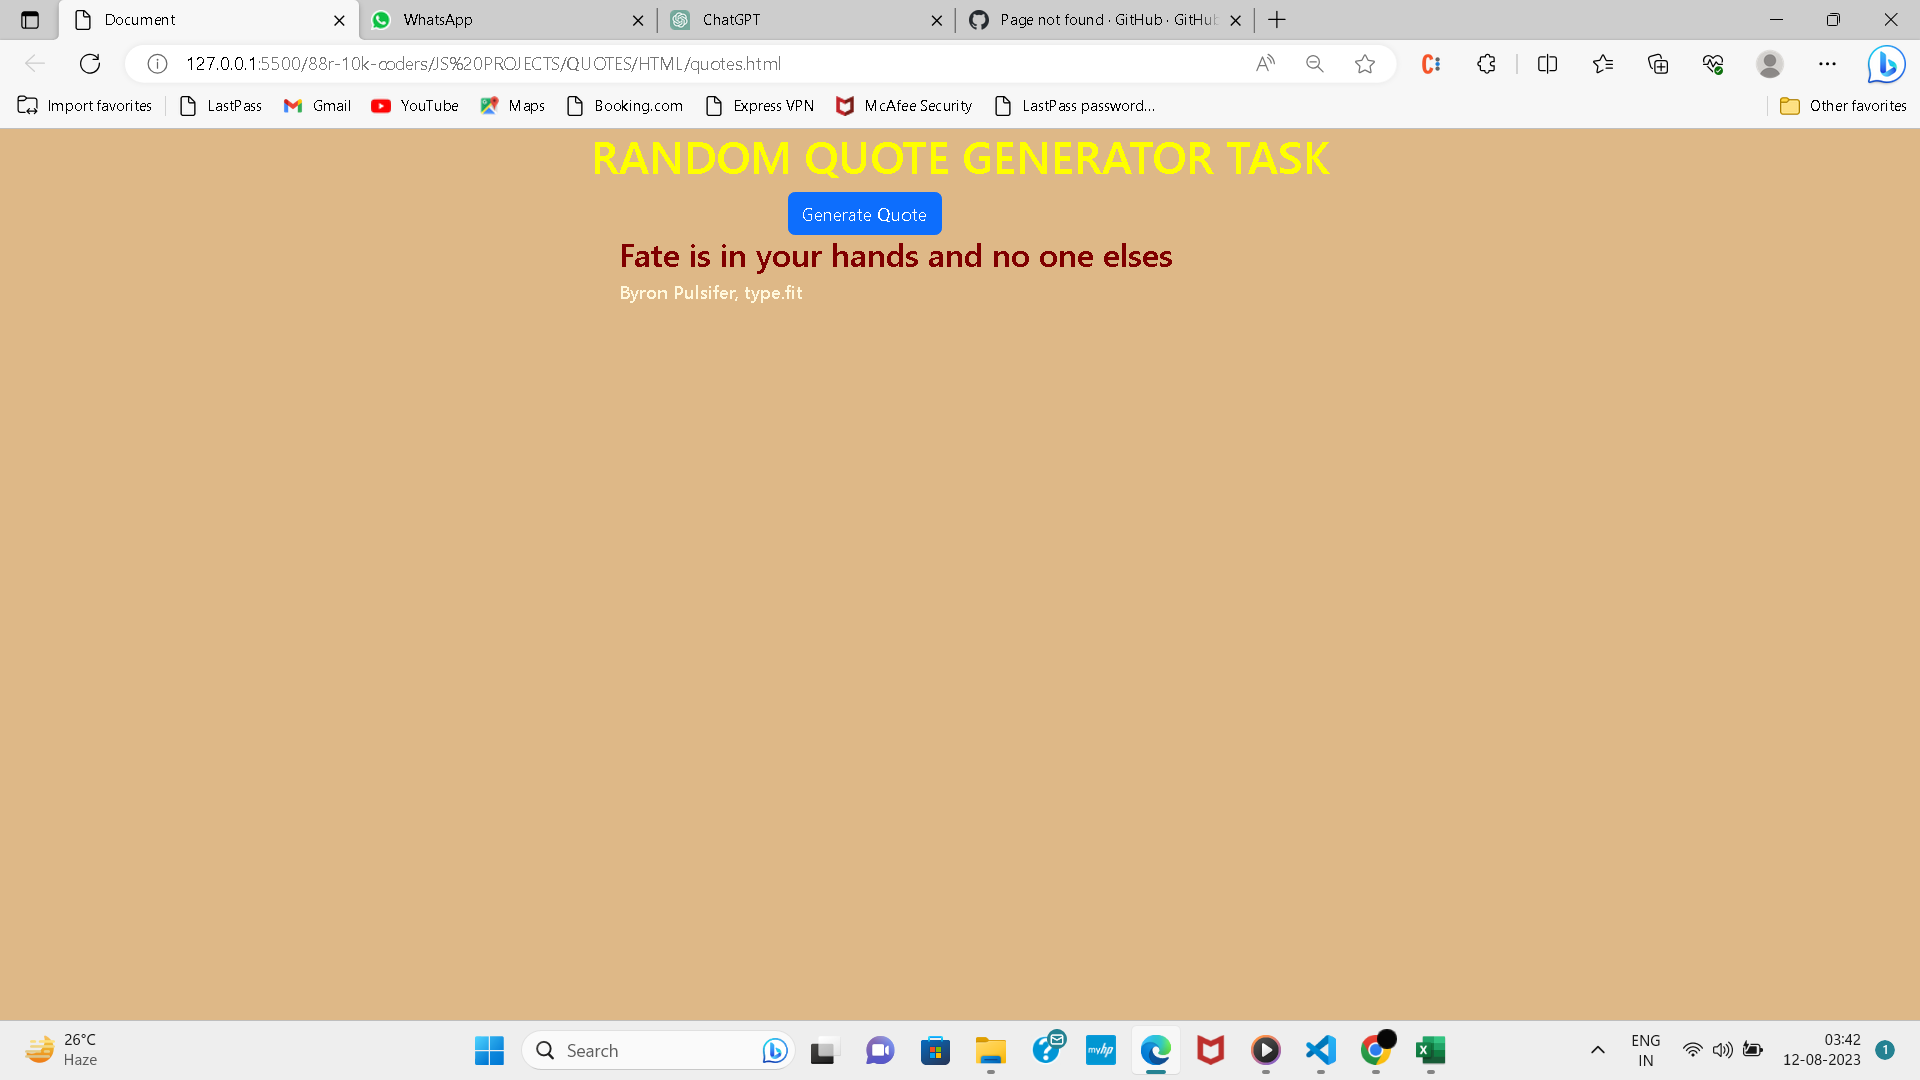 Document
WhatsApp
ChatGPT
Page not found · GitHub · GitHub
127.0.0.1:5500/88r-10k-coders/JS%20PROJECTS/QUOTES/HTML/quotes.html
Import favorites
LastPass
Gmail
YouTube
Maps
Booking.com
Express VPN
McAfee Security
LastPass password...
Other favorites
RANDOM QUOTE GENERATOR TASK
Generate Quote
Fate is in your hands and no one elses
Byron Pulsifer, type.fit
26°C
Haze
Search
myhp
ENG
IN
03:42
12-08-2023
1